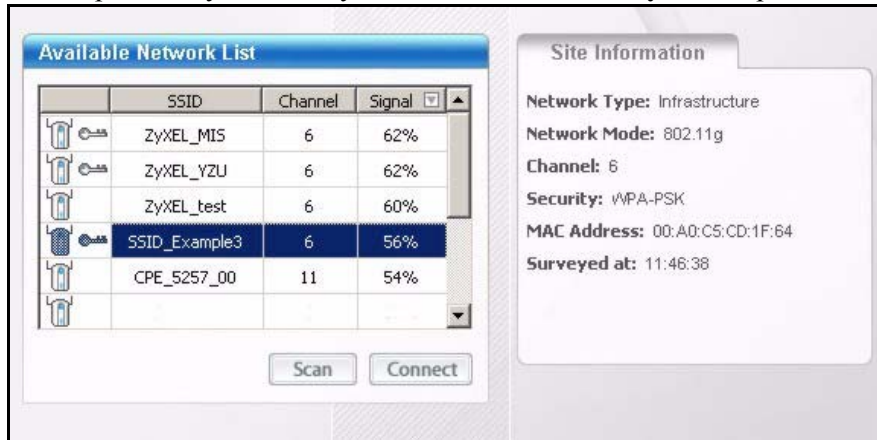 Available Network List
SSID Channel Signal
ZyXEL_MIS 6 62%
ZyXEL_YZU 6 62%
ZyXEL_test 6 60%
SSID_Example3 6 56%
CPE_5257_00 11 54%
Scan Connect
Site Information
Network Type: Infrastructure
Network Mode: 802.11g
Channel: 6
Security: WPA-PSK
MAC Address: 00:A0:C5:CD:1F:64
Surveyed at: 11:46:38